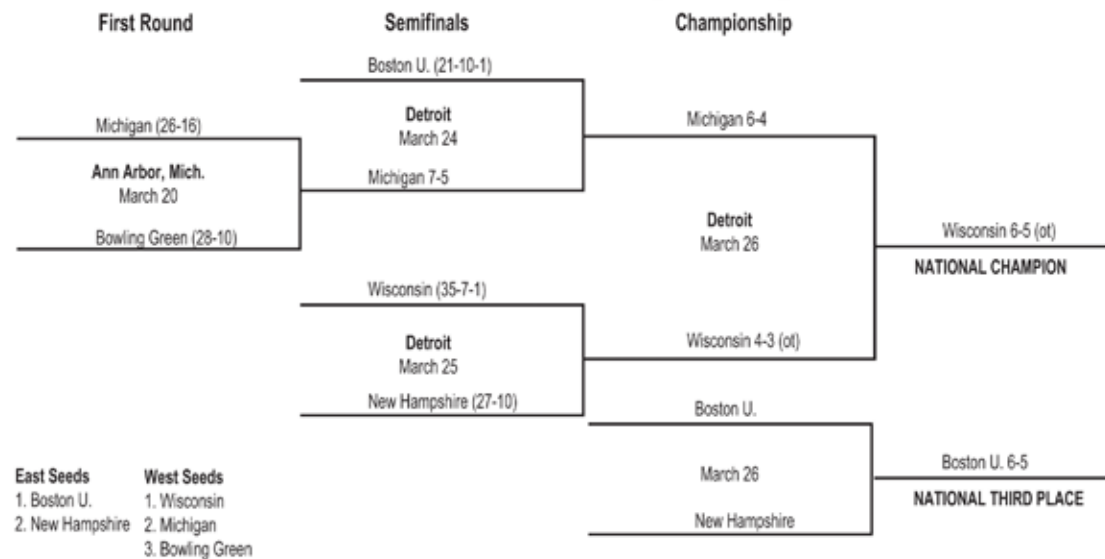 First Round
Semifinals
Championship
Boston U. (21-10-1)
Detroit
March 24
Michigan 6-4
Michigan (26-16)
Ann Arbor, Mich.
March 20
Michigan 7-5
Bowling Green (28-10)
Detroit
March 26
Wisconsin 6-5 (ot)
NATIONAL CHAMPION
Wisconsin (35-7-1)
Detroit
March 25
Wisconsin 4-3 (ot)
New Hampshire (27-10)
Boston U.
March 26
Boston U. 6-5
NATIONAL THIRD PLACE
New Hampshire
East Seeds
1. Boston U.
2. New Hampshire
West Seeds
1. Wisconsin
2. Michigan
3. Bowling Green